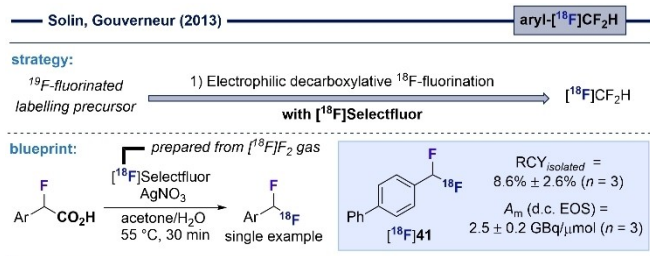 Solin, Gouverneur (2013)
aryl-[¹⁸F]CF₂H
strategy:
¹⁹F-fluorinated
labelling precursor
1) Electrophilic decarboxylative ¹⁸F-fluorination
with [¹⁸F]Selectfluor
[¹⁸F]CF₂H
blueprint:
prepared from [¹⁸F]F₂ gas
F
Ar
CO₂H
[¹⁸F]Selectfluor
AgNO₃
acetone/H₂O
55 °C, 30 min
F
Ar
¹⁸F
single example
F
¹⁸F
Ph
[¹⁸F]41
RCYisolated =
8.6% ± 2.6% (n = 3)
Aₘ (d.c. EOS) =
2.5 ± 0.2 GBq/μmol (n = 3)